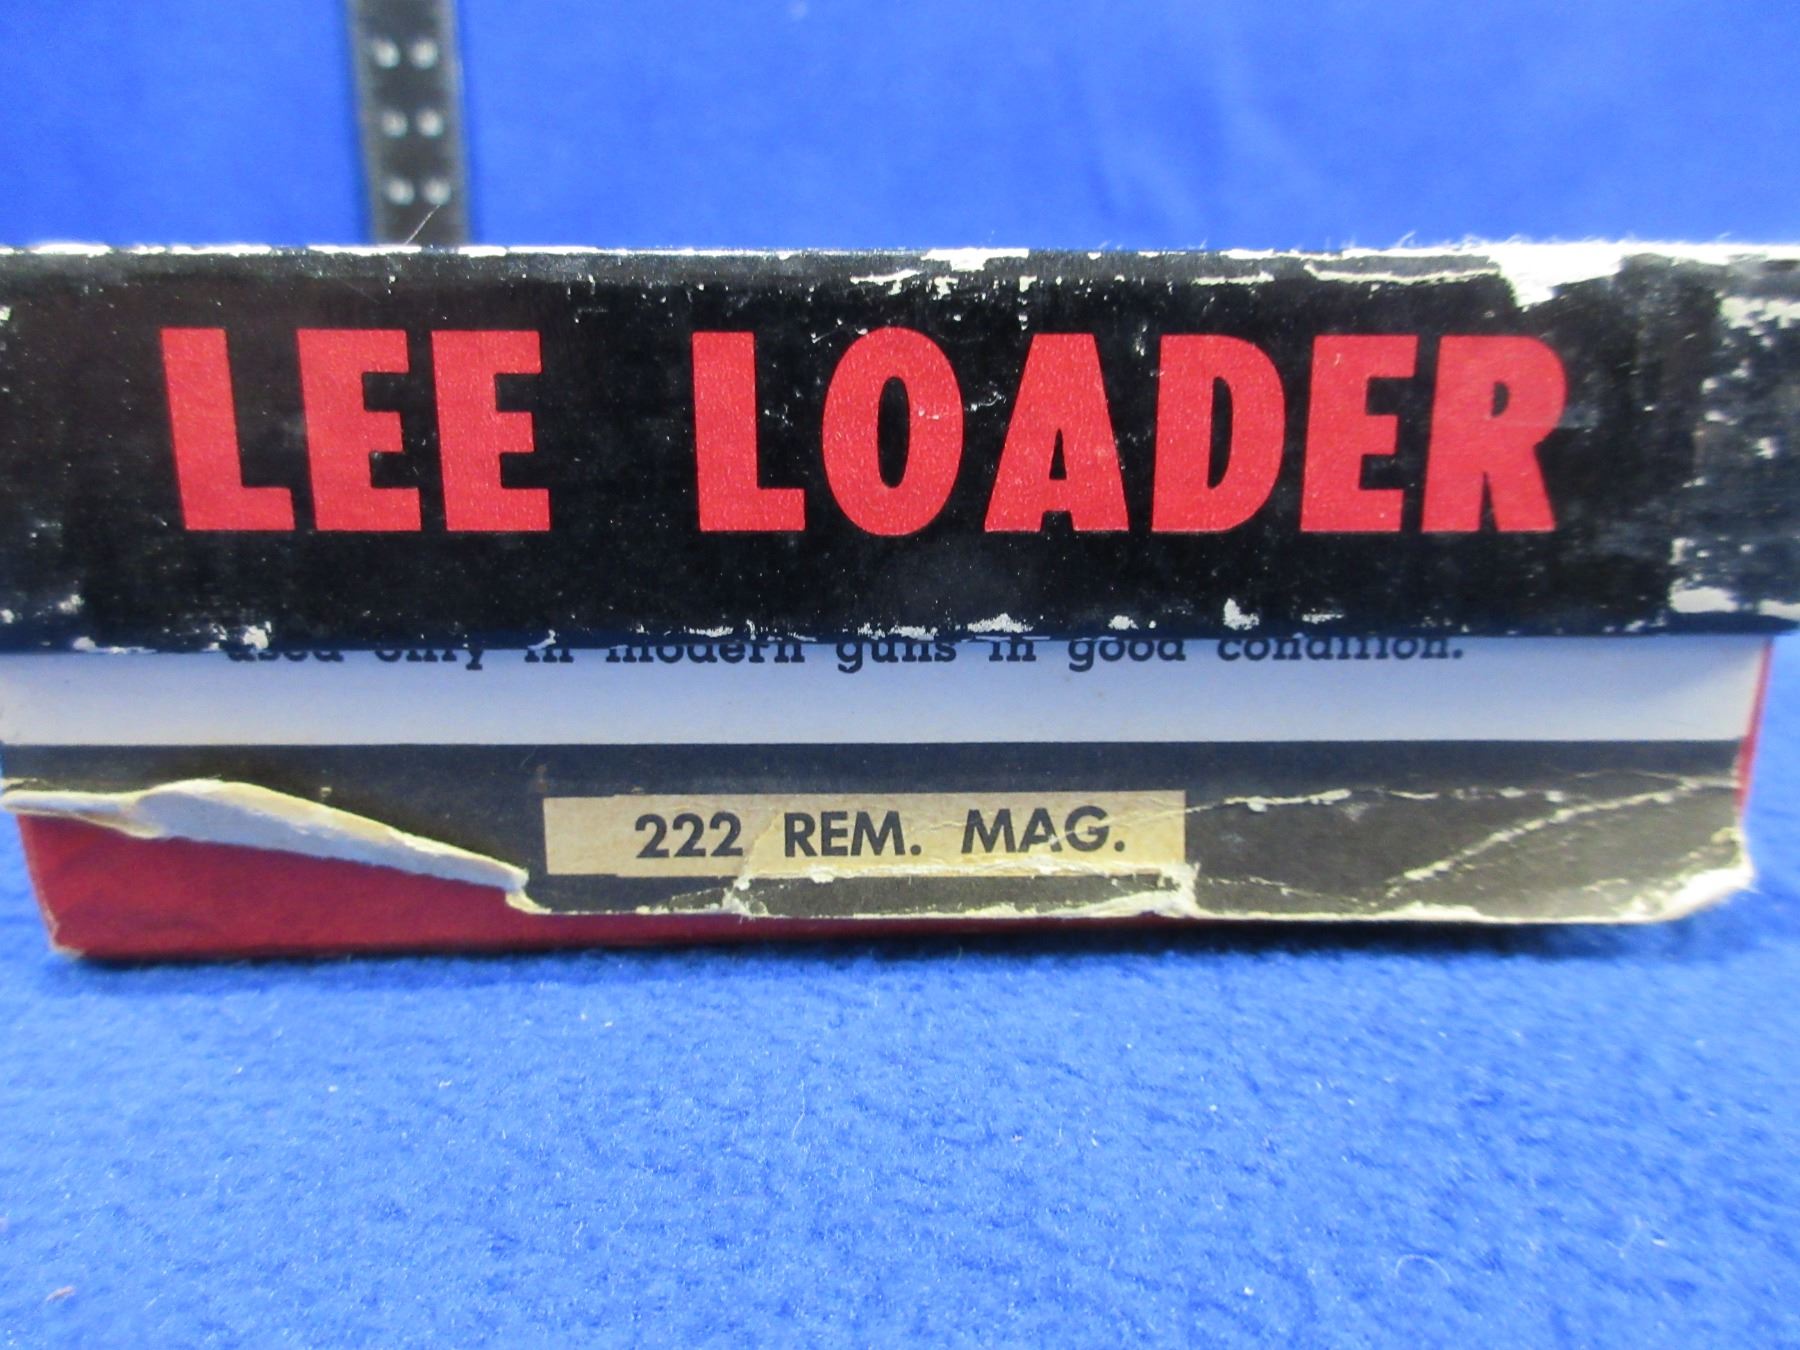 LEE LOADER
used only in modern guns in good condition.
222 REM. MAG.